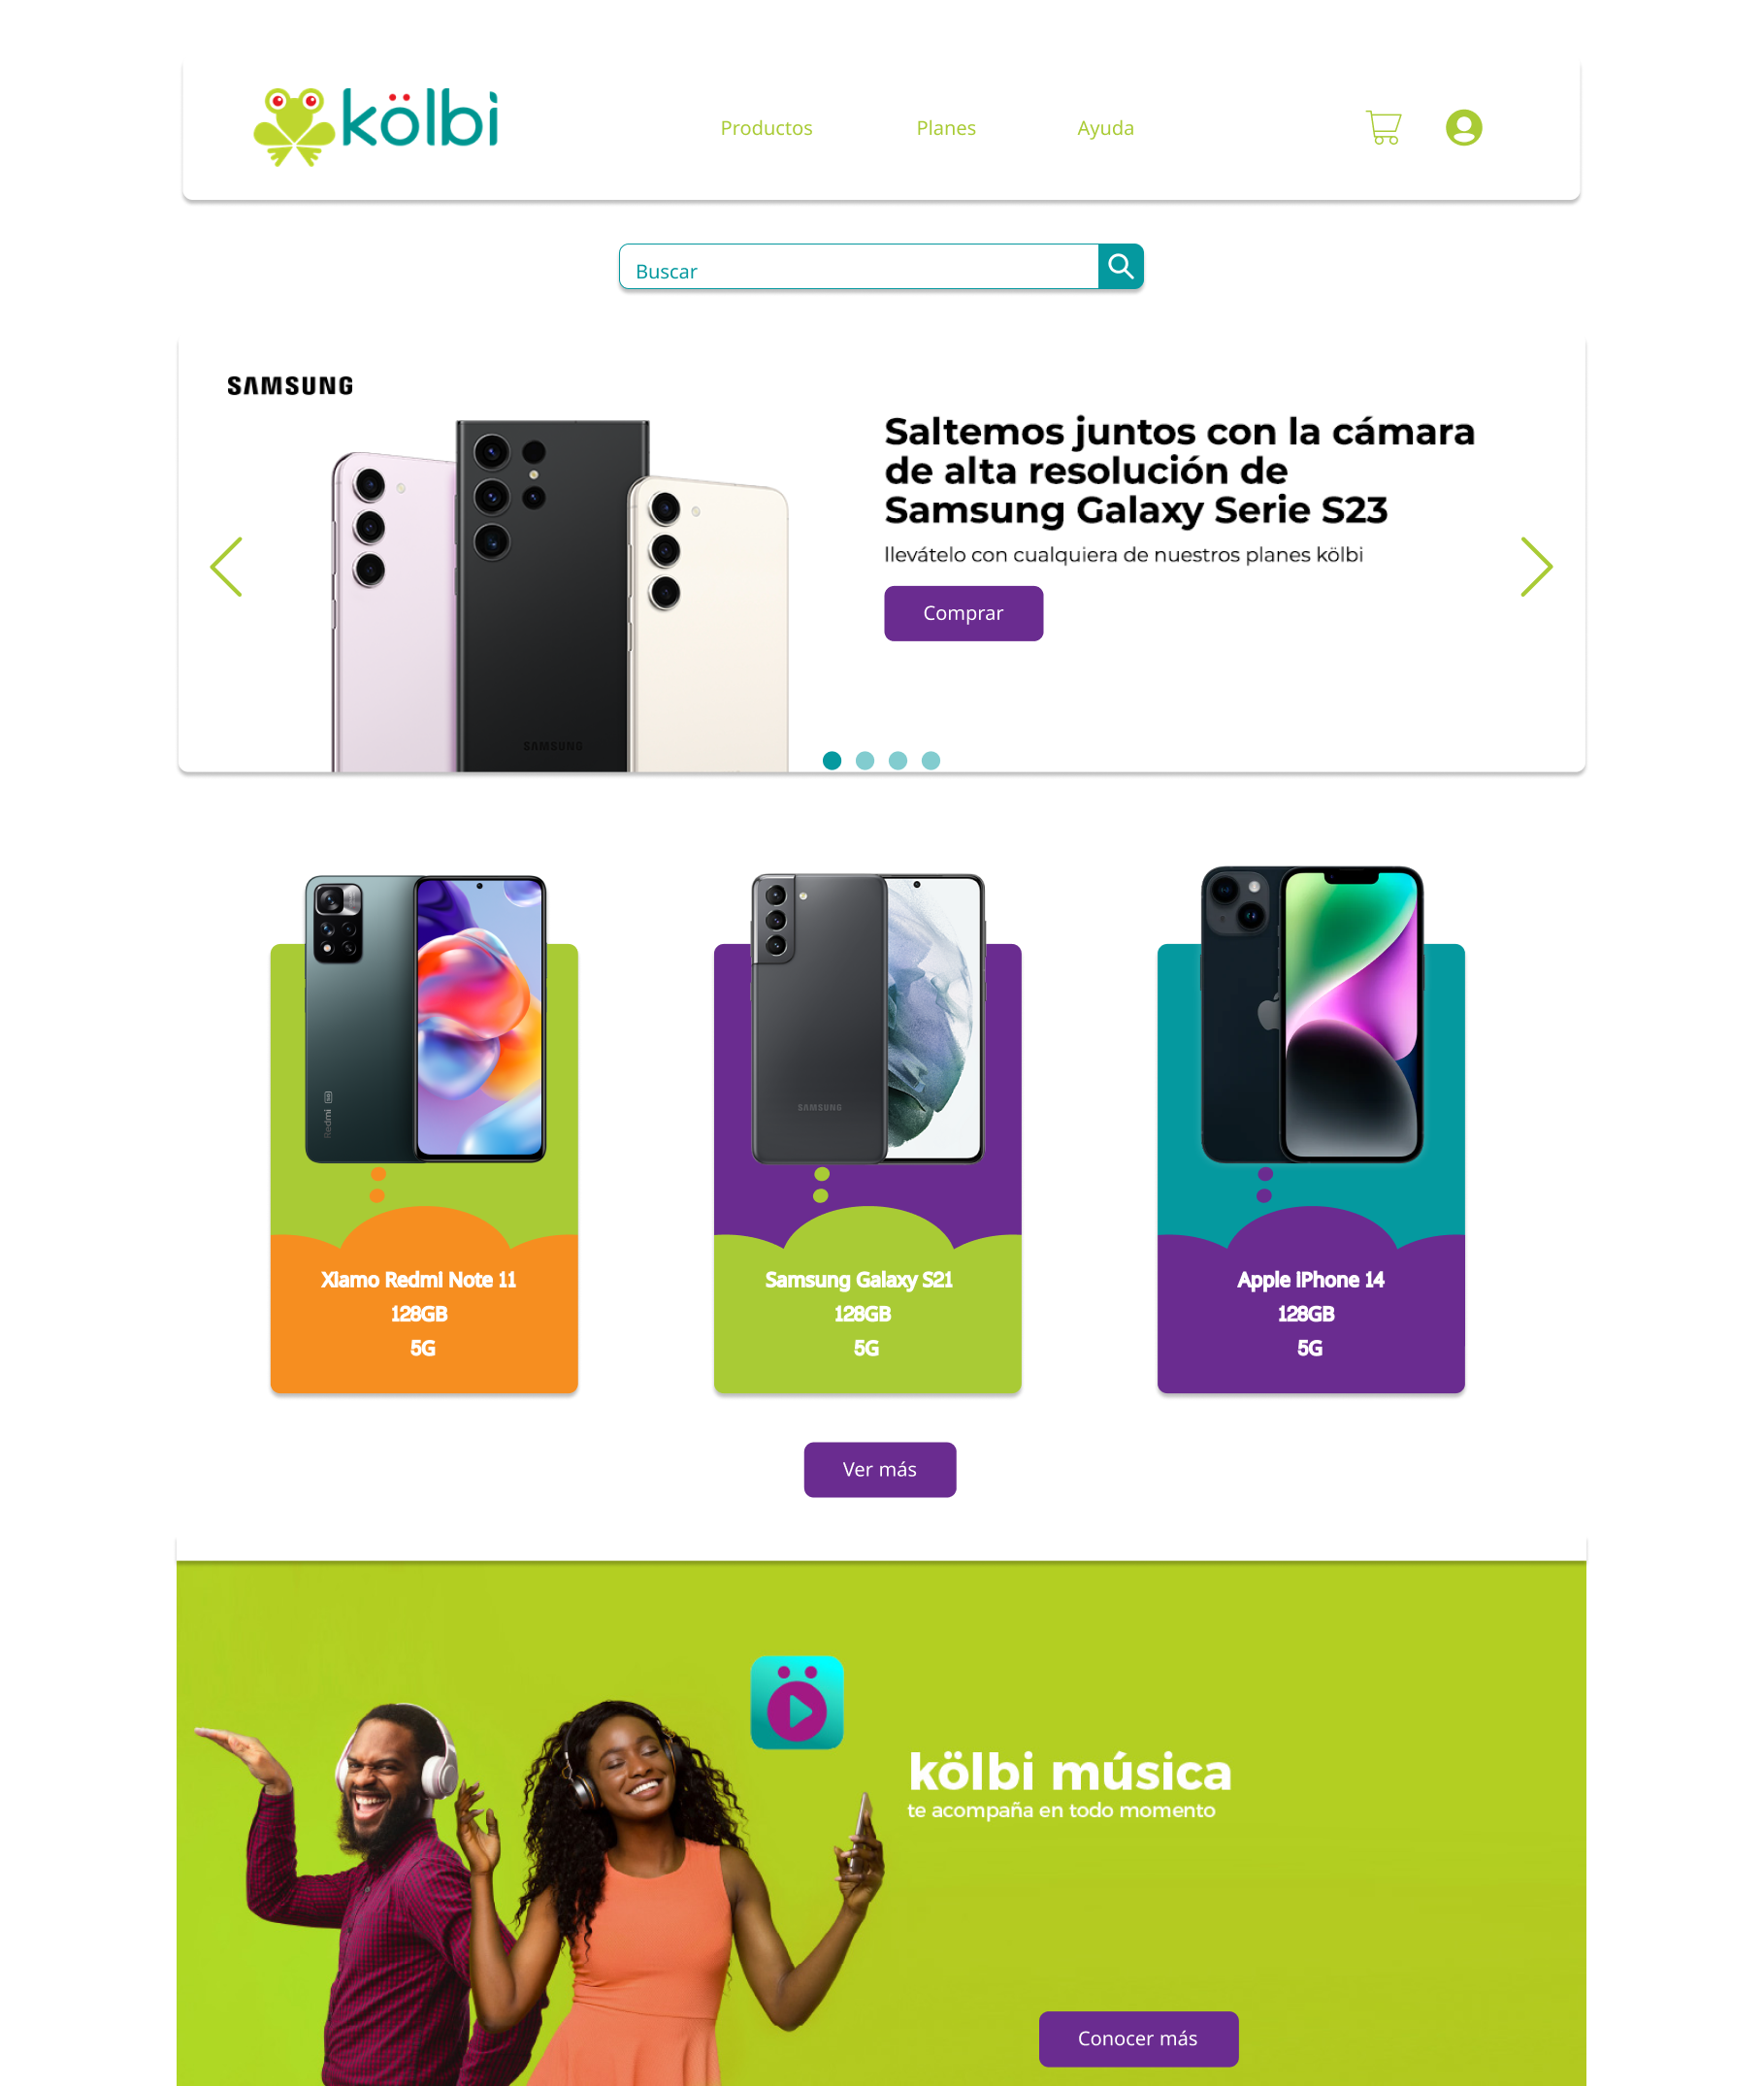 kölbi
Productos
Planes
Ayuda
Buscar
SAMSUNG
Saltemos juntos con la cámara
de alta resolución de
Samsung Galaxy Serie S23
llevátelo con cualquiera de nuestros planes kölbi
Comprar
SAMSUNG
Redmi 5G
SAMSUNG
Xiamo Redmi Note 11
128GB
5G
Samsung Galaxy S21
128GB
5G
Apple iPhone 14
128GB
5G
Ver más
kölbi música
te acompaña en todo momento
Conocer más